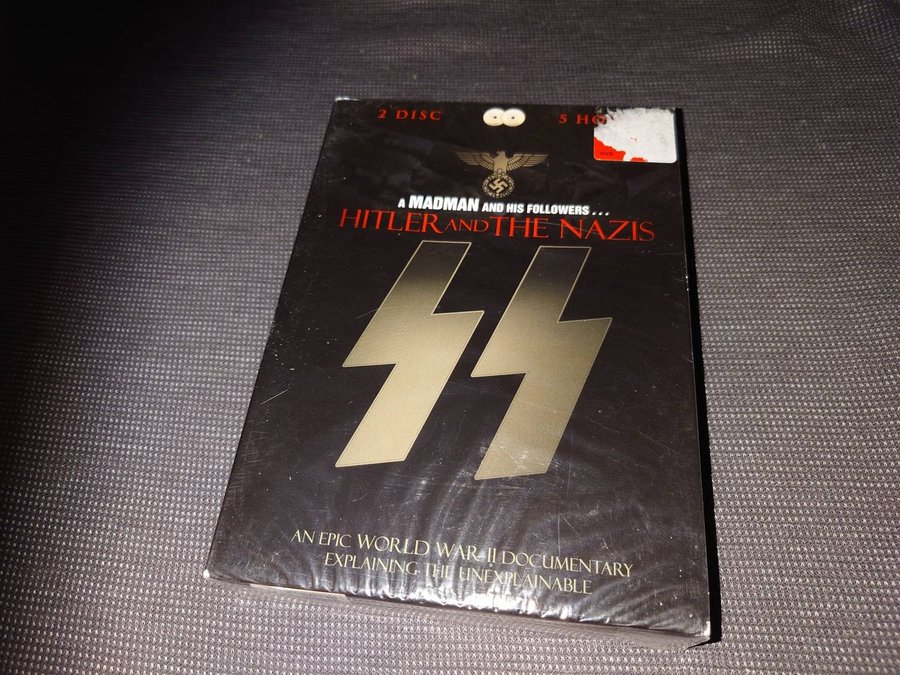 2 DISC 5
A MADMAN AND HIS FOLLOWERS...
HITLER AND THE NAZIS
AN EPIC WORLD WAR II DOCUMENTARY
EXPLAINING THE UNEXPLAINABLE